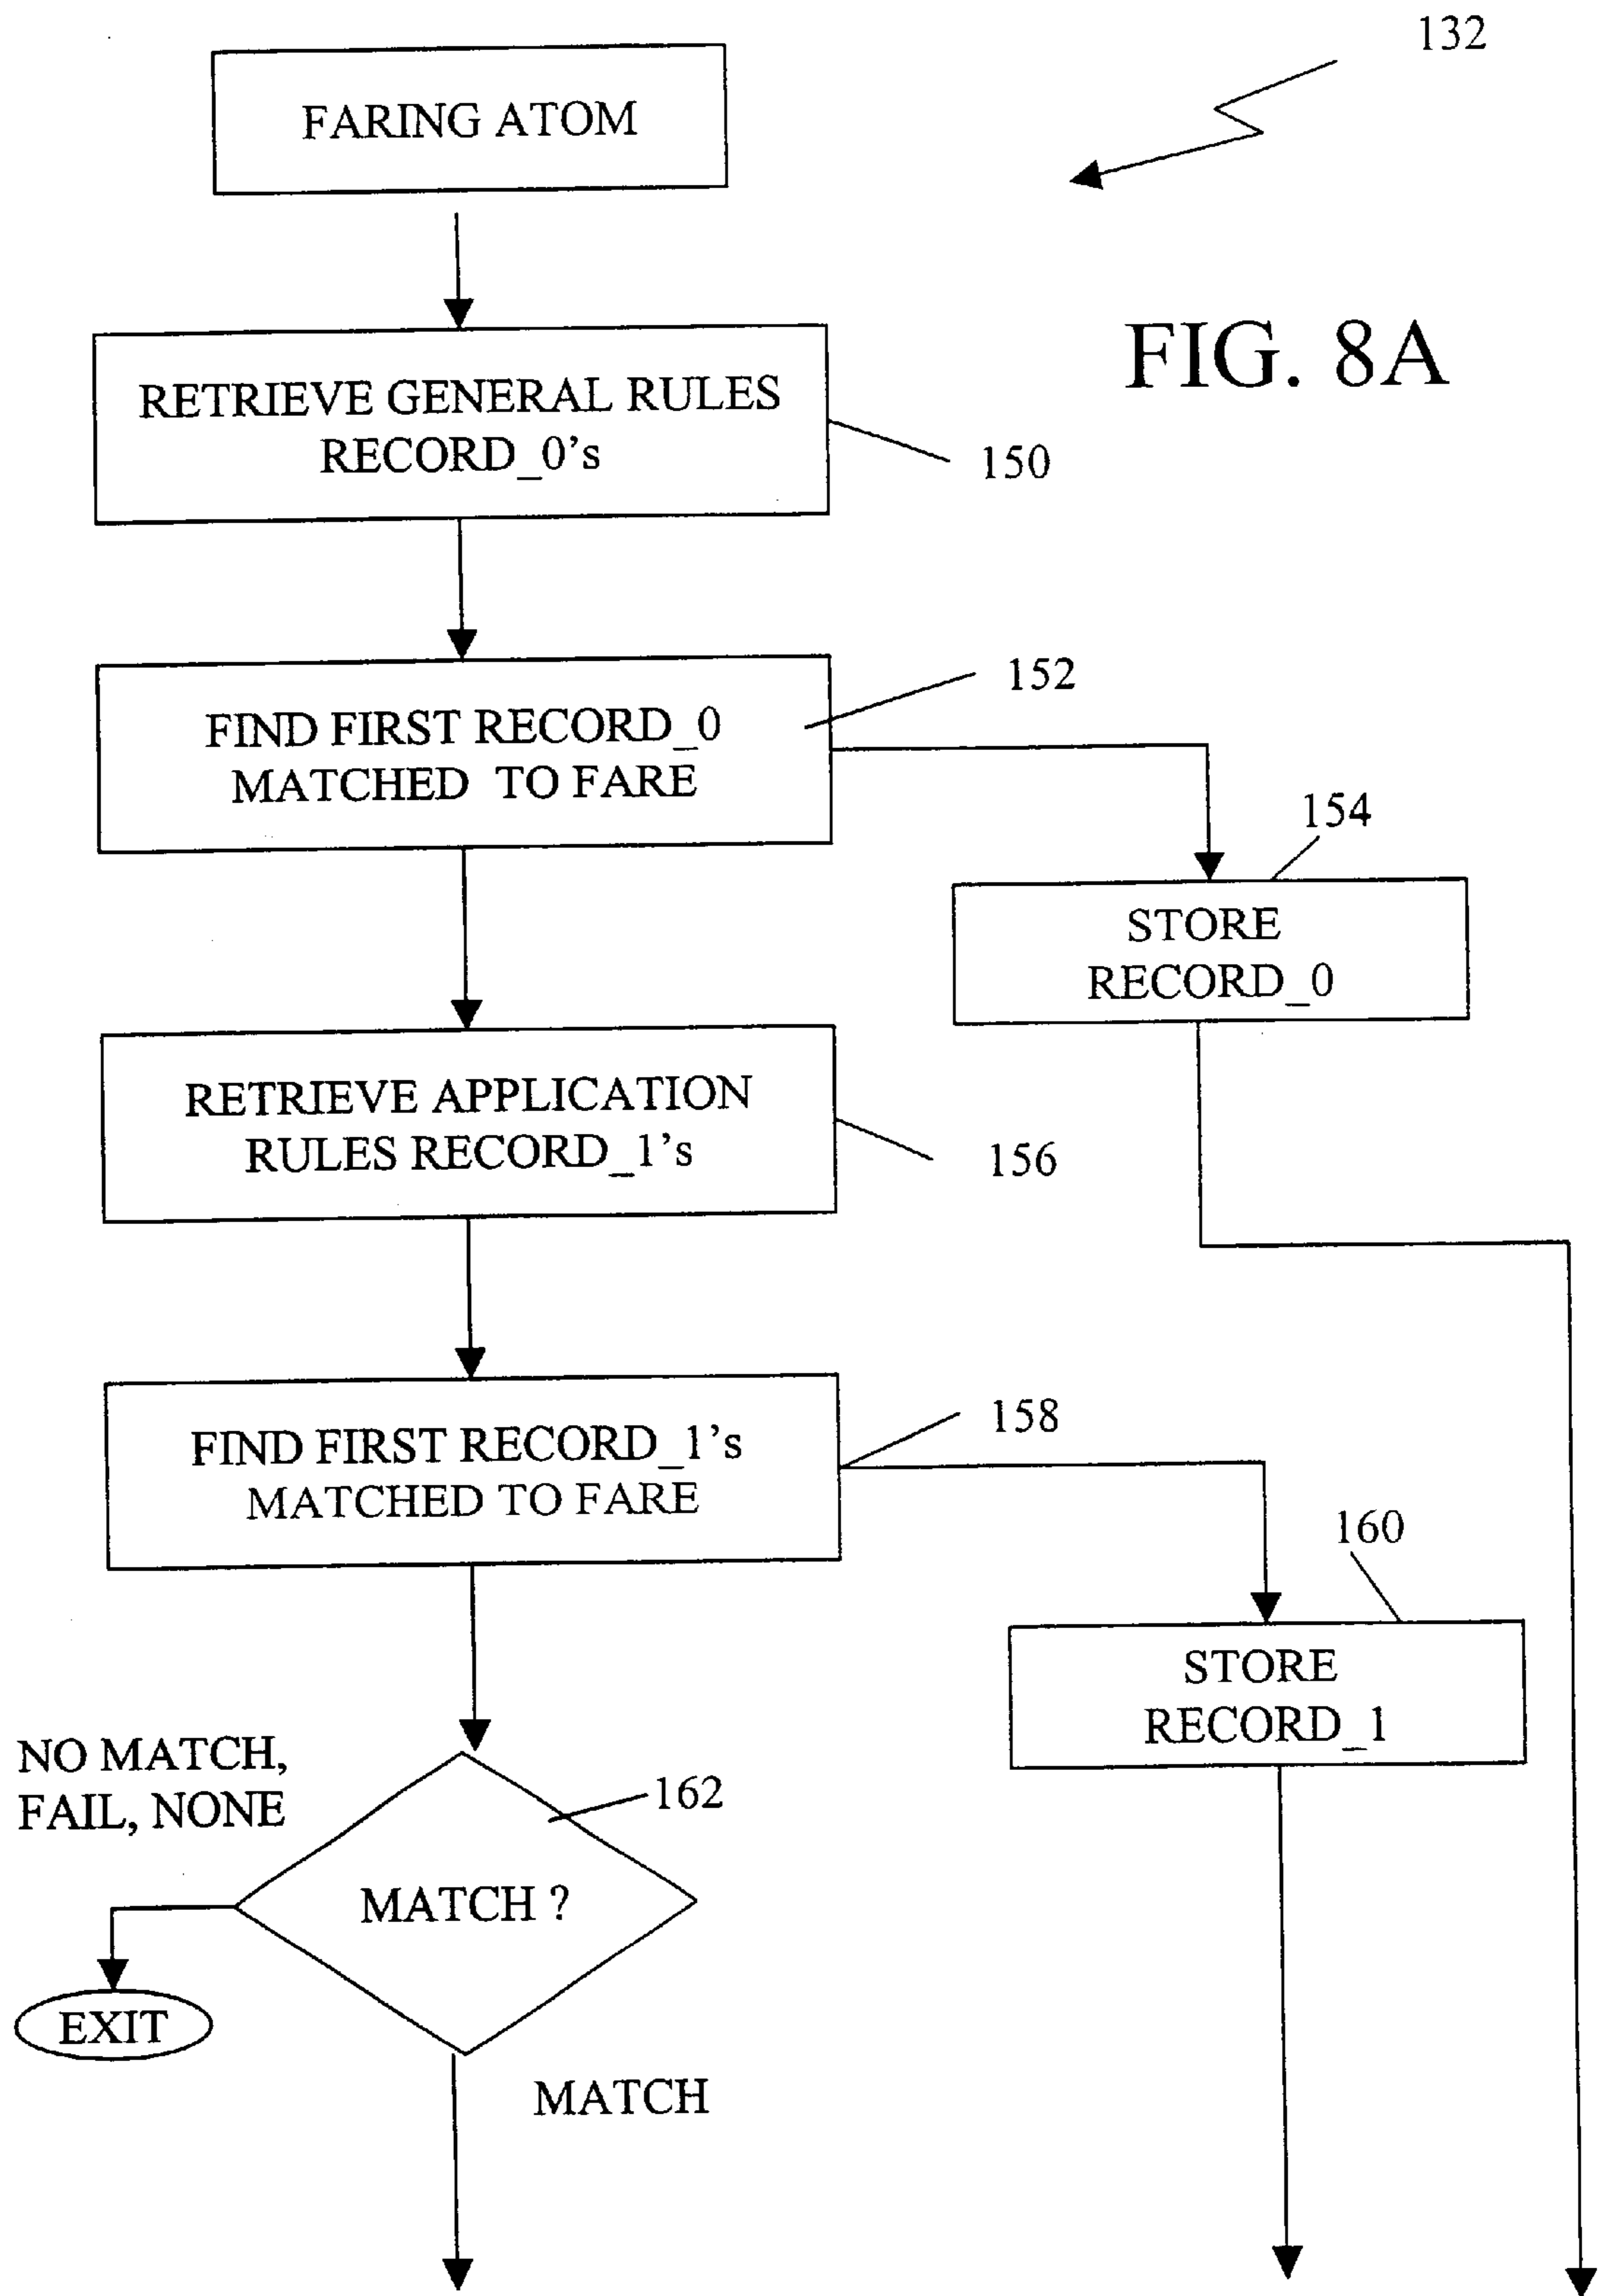 132
FARING ATOM
FIG. 8A
RETRIEVE GENERAL RULES
RECORD_0's
150
152
FIND FIRST RECORD_0
MATCHED TO FARE
154
STORE
RECORD_0
RETRIEVE APPLICATION
RULES RECORD_1's
156
158
FIND FIRST RECORD_1's
MATCHED TO FARE
160
STORE
RECORD_1
NO MATCH,
FAIL, NONE
162
MATCH ?
EXIT
MATCH